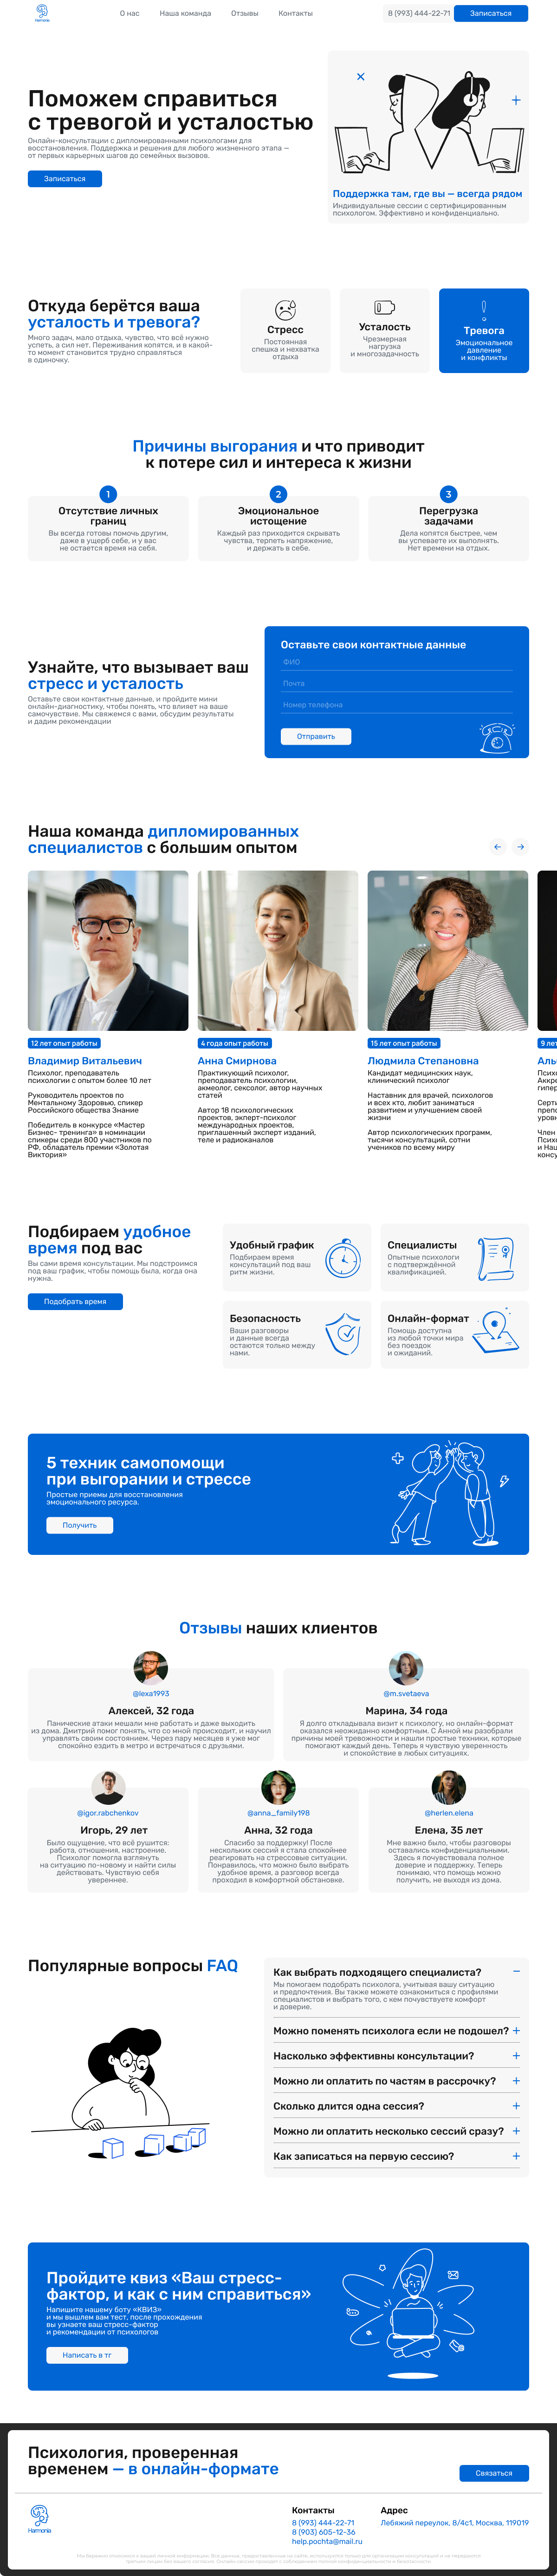 Harmonia
О нас
Наша команда
Отзывы
Контакты
8 (993) 444-22-71
Записаться
Поможем справиться
с тревогой и усталостью
Онлайн-консультации с дипломированными психологами для
восстановления. Поддержка и решения для любого жизненного этапа —
от первых карьерных шагов до семейных вызовов.
Записаться
Поддержка там, где вы — всегда рядом
Индивидуальные сессии с сертифицированным
психологом. Эффективно и конфиденциально.
Откуда берётся ваша
усталость и тревога?
Много задач, мало отдыха, чувство, что всё нужно
успеть, а сил нет. Переживания копятся, и в какой-
то момент становится трудно справляться
в одиночку.
Стресс
Постоянная
спешка и нехватка
отдыха
Усталость
Чрезмерная
нагрузка
и многозадачность
Тревога
Эмоциональное
давление
и конфликты
Причины выгорания и что приводит
к потере сил и интереса к жизни
1
Отсутствие личных
границ
Вы всегда готовы помочь другим,
даже в ущерб себе, и у вас
не остается время на себя.
2
Эмоциональное
истощение
Каждый раз приходится скрывать
чувства, терпеть напряжение,
и держать в себе.
3
Перегрузка
задачами
Дела копятся быстрее, чем
вы успеваете их выполнять.
Нет времени на отдых.
Узнайте, что вызывает ваш
стресс и усталость
Оставьте свои контактные данные, и пройдите мини
онлайн-диагностику, чтобы понять, что влияет на ваше
самочувствие. Мы свяжемся с вами, обсудим результаты
и дадим рекомендации
Оставьте свои контактные данные
ФИО
Почта
Номер телефона
Отправить
Наша команда дипломированных
специалистов с большим опытом
12 лет опыт работы
Владимир Витальевич
Психолог, преподаватель
психологии с опытом более 10 лет
Руководитель проектов по
Ментальному Здоровью, спикер
Российского общества Знание
Победитель в конкурсе «Мастер
Бизнес- тренинга» в номинации
спикеры среди 800 участников по
РФ, обладатель премии «Золотая
Виктория»
4 года опыт работы
Анна Смирнова
Практикующий психолог,
преподаватель психологии,
акмеолог, сексолог, автор научных
статей
Автор 18 психологических
проектов, эксперт-психолог
международных проектов,
приглашенный эксперт изданий,
теле и радиоканалов
15 лет опыт работы
Людмила Степановна
Кандидат медицинских наук,
клинический психолог
Наставник для врачей, психологов
и всех кто, любит заниматься
развитием и улучшением своей
жизни
Автор психологических программ,
тысячи консультаций, сотни
учеников по всему миру
9 лет
Подбираем удобное
время под вас
Вы сами время консультации. Мы подстроимся
под ваш график, чтобы помощь была, когда она
нужна.
Подобрать время
Удобный график
Подбираем время
консультаций под ваш
ритм жизни.
Специалисты
Опытные психологи
с подтверждённой
квалификацией.
Безопасность
Ваши разговоры
и данные всегда
остаются только между
нами.
Онлайн-формат
Помощь доступна
из любой точки мира
без поездок
и ожиданий.
5 техник самопомощи
при выгорании и стрессе
Простые приемы для восстановления
эмоционального ресурса.
Получить
Отзывы наших клиентов
@lexa1993
Алексей, 32 года
Панические атаки мешали мне работать и даже выходить
из дома. Дмитрий помог понять, что со мной происходит, и научил
управлять своим состоянием. Через пару месяцев я уже мог
спокойно ездить в метро и встречаться с друзьями.
@m.svetaeva
Марина, 34 года
Я долго откладывала визит к психологу, но онлайн-формат
оказался неожиданно комфортным. С Анной мы разобрали
причины моей тревожности и нашли простые техники, которые
помогают каждый день. Теперь я чувствую уверенность
и спокойствие в любых ситуациях.
@igor.rabchenkov
Игорь, 29 лет
Было ощущение, что всё рушится:
работа, отношения, настроение.
Психолог помогла взглянуть
на ситуацию по-новому и найти силы
действовать. Чувствую себя
увереннее.
@anna_family198
Анна, 32 года
Спасибо за поддержку! После
нескольких сессий я стала спокойнее
реагировать на стрессовые ситуации.
Понравилось, что можно было выбрать
удобное время, а разговор всегда
проходил в комфортной обстановке.
@herlen.elena
Елена, 35 лет
Мне важно было, чтобы разговоры
оставались конфиденциальными.
Здесь я почувствовала полное
доверие и поддержку. Теперь
понимаю, что помощь можно
получить, не выходя из дома.
Популярные вопросы FAQ
Как выбрать подходящего специалиста?
Мы помогаем подобрать психолога, учитывая вашу ситуацию
и предпочтения. Вы также можете ознакомиться с профилями
специалистов и выбрать того, с кем почувствуете комфорт
и доверие.
Можно поменять психолога если не подошел?
Насколько эффективны консультации?
Можно ли оплатить по частям в рассрочку?
Сколько длится одна сессия?
Можно ли оплатить несколько сессий сразу?
Как записаться на первую сессию?
Пройдите квиз «Ваш стресс-
фактор, и как с ним справиться»
Напишите нашему боту «КВИЗ»
и мы вышлем вам тест, после прохождения
вы узнаете ваш стресс-фактор
и рекомендации от психологов
Написать в тг
Психология, проверенная
временем — в онлайн-формате
Связаться
Harmonia
Контакты
8 (993) 444-22-71
8 (903) 605-12-36
help.pochta@mail.ru
Адрес
Лебяжий переулок, 8/4с1, Москва, 119019